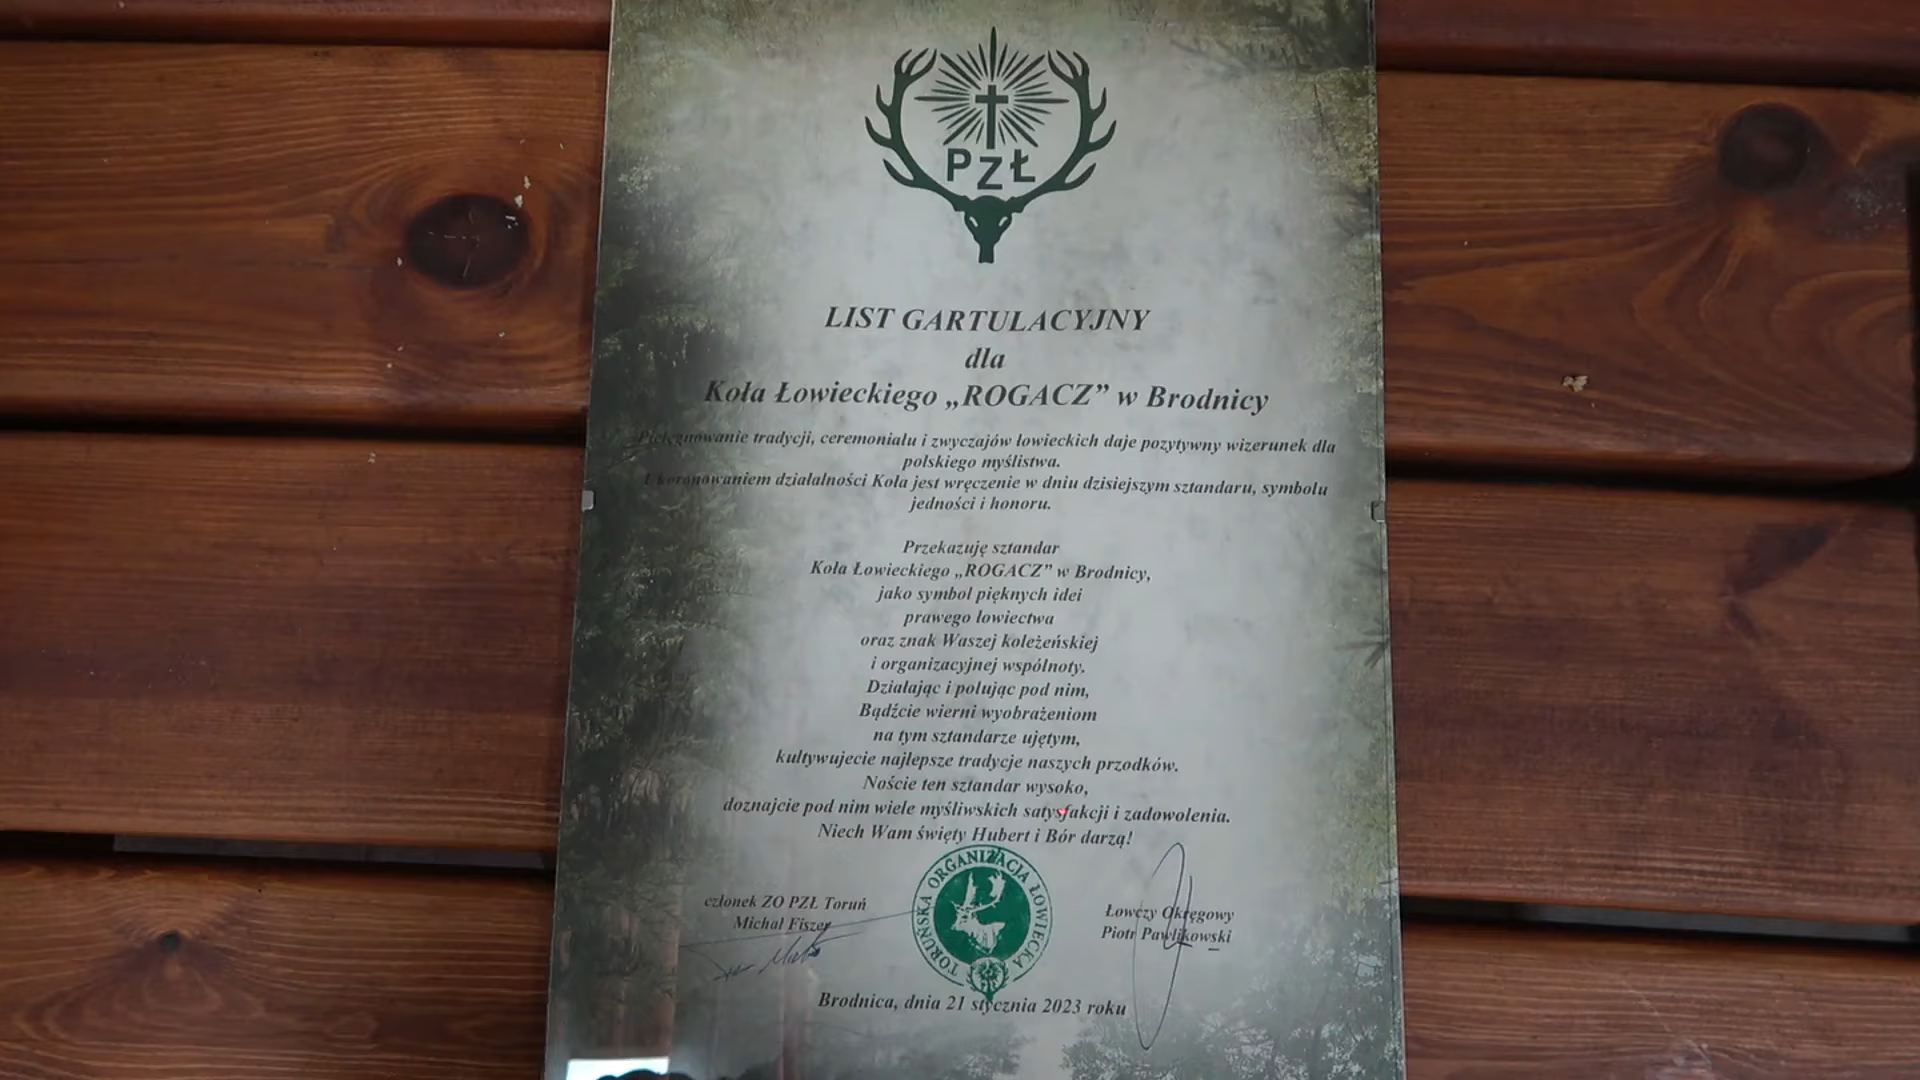 PZŁ
LIST GARTULACYJNY
dla
Koła Łowieckiego „ROGACZ” w Brodnicy
Pielęgnowanie tradycji, ceremoniału i zwyczajów łowieckich daje pozytywny wizerunek dla
polskiego myślistwa.
Ukoronowaniem działalności Koła jest wręczenie w dniu dzisiejszym sztandaru, symbolu
jedności i honoru.
Przekazuję sztandar
Koła Łowieckiego „ROGACZ” w Brodnicy,
jako symbol pięknych idei
prawego łowiectwa
oraz znak Waszej koleżeńskiej
i organizacyjnej wspólnoty.
Działając i polując pod nim,
Bądźcie wierni wyobrażeniom
na tym sztandarze ujętym,
kultywujecie najlepsze tradycje naszych przodków.
Noście ten sztandar wysoko,
doznajcie pod nim wiele myśliwskich satysfakcji i zadowolenia.
Niech Wam święty Hubert i Bór darzą!
członek ZO PZŁ Toruń
Michał Fiszer
TORUŃSKA ORGANIZACJA ŁOWIECKA
Łowczy Okręgowy
Piotr Pawlikowski
Brodnica, dnia 21 stycznia 2023 roku